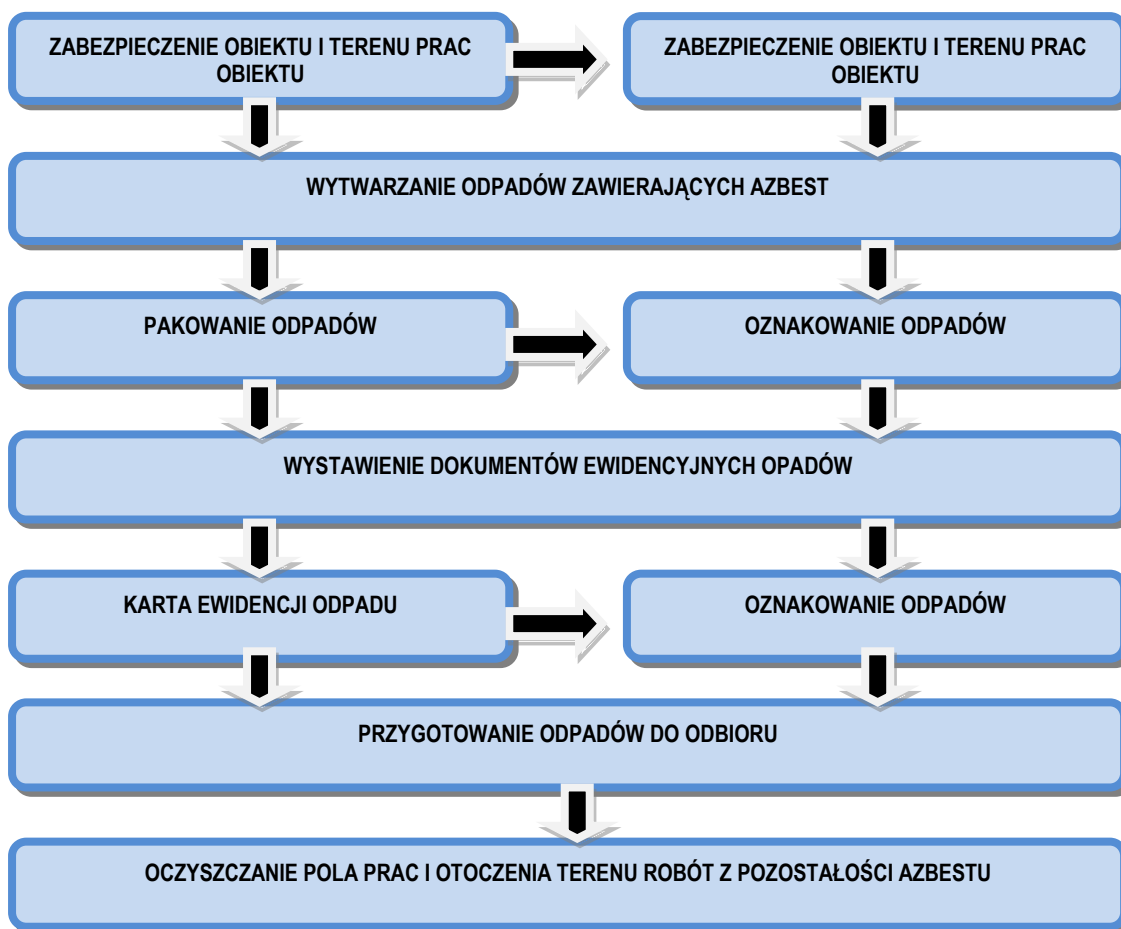 ZABEZPIECZENIE OBIEKTU I TERENU PRAC
OBIEKTU
ZABEZPIECZENIE OBIEKTU I TERENU PRAC
OBIEKTU
WYTWARZANIE ODPADÓW ZAWIERAJĄCYCH AZBEST
PAKOWANIE ODPADÓW
OZNAKOWANIE ODPADÓW
WYSTAWIENIE DOKUMENTÓW EWIDENCYJNYCH OPADÓW
KARTA EWIDENCJI ODPADU
OZNAKOWANIE ODPADÓW
PRZYGOTOWANIE ODPADÓW DO ODBIORU
OCZYSZCZANIE POLA PRAC I OTOCZENIA TERENU ROBÓT Z POZOSTAŁOŚCI AZBESTU